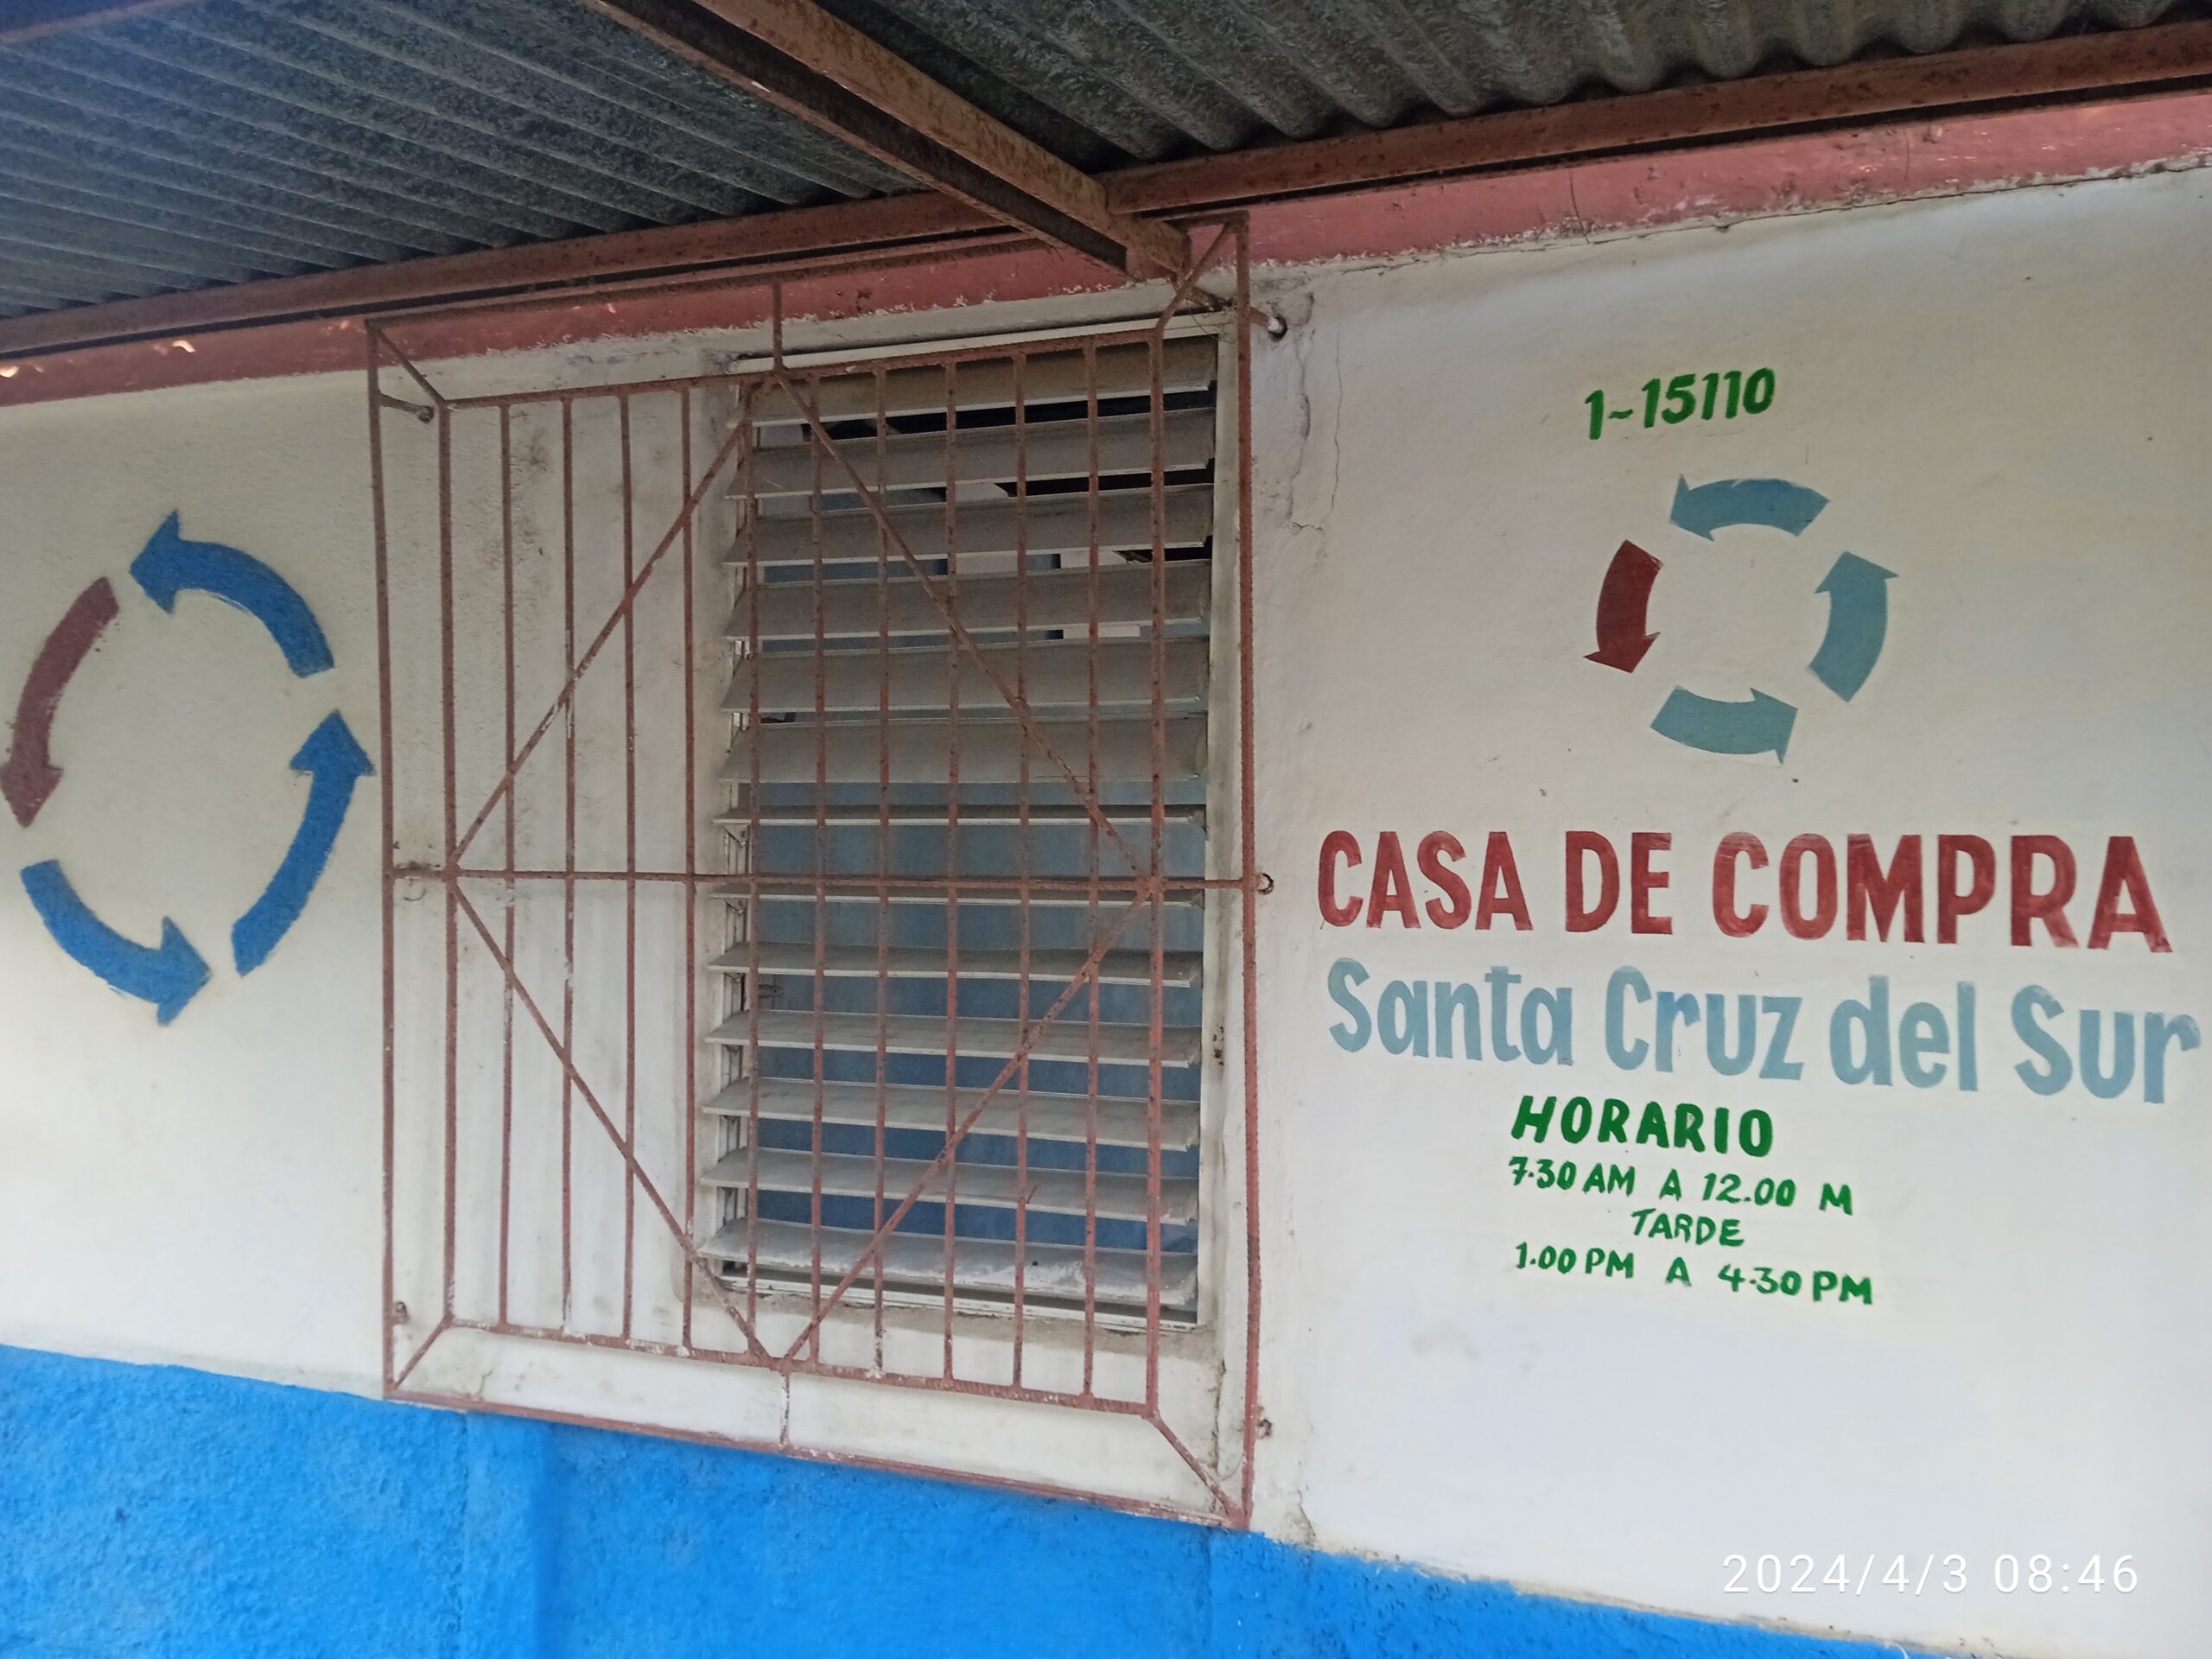 1~15110
CASA DE COMPRA
Santa Cruz del Sur
HORARIO
7.30 AM A 12.00 M
TARDE
1.00 PM A 4.30 PM
2024/4/3 08:46